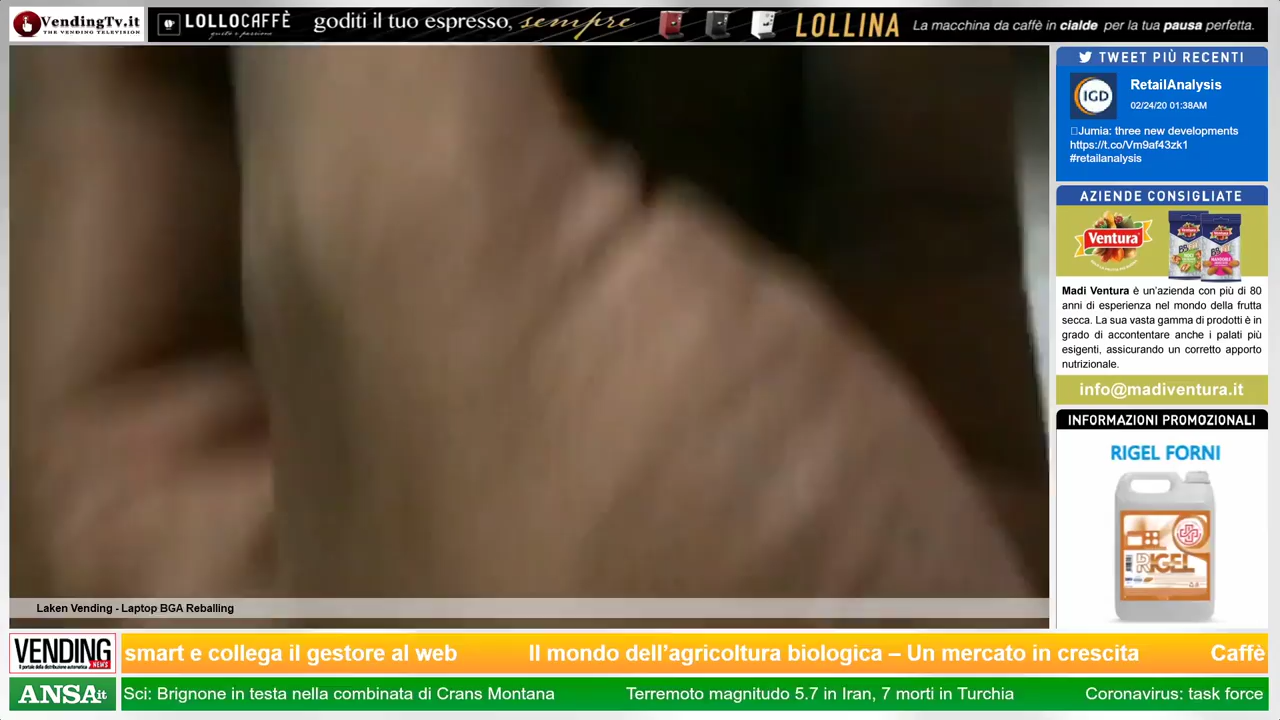 VendingTv.it
THE VENDING TELEVISION
LOLLOCAFFÈ
gusto e passione
goditi il tuo espresso, sempre
LOLLINA
La macchina da caffè in cialde per la tua pausa perfetta.
TWEET PIÙ RECENTI
IGD
RetailAnalysis
02/24/20 01:38AM
Jumia: three new developments
https://t.co/Vm9af43zk1
#retailanalysis
AZIENDE CONSIGLIATE
Ventura
Madi Ventura è un'azienda con più di 80
anni di esperienza nel mondo della frutta
secca. La sua vasta gamma di prodotti è in
grado di accontentare anche i palati più
esigenti, assicurando un corretto apporto
nutrizionale.
info@madiventura.it
INFORMAZIONI PROMOZIONALI
RIGEL FORNI
RIGEL
Laken Vending - Laptop BGA Reballing
VENDING
NEWS
Il portale della distribuzione automatica
smart e collega il gestore al web
Il mondo dell'agricoltura biologica – Un mercato in crescita
Caffè
ANSA.it
Sci: Brignone in testa nella combinata di Crans Montana
Terremoto magnitudo 5.7 in Iran, 7 morti in Turchia
Coronavirus: task force